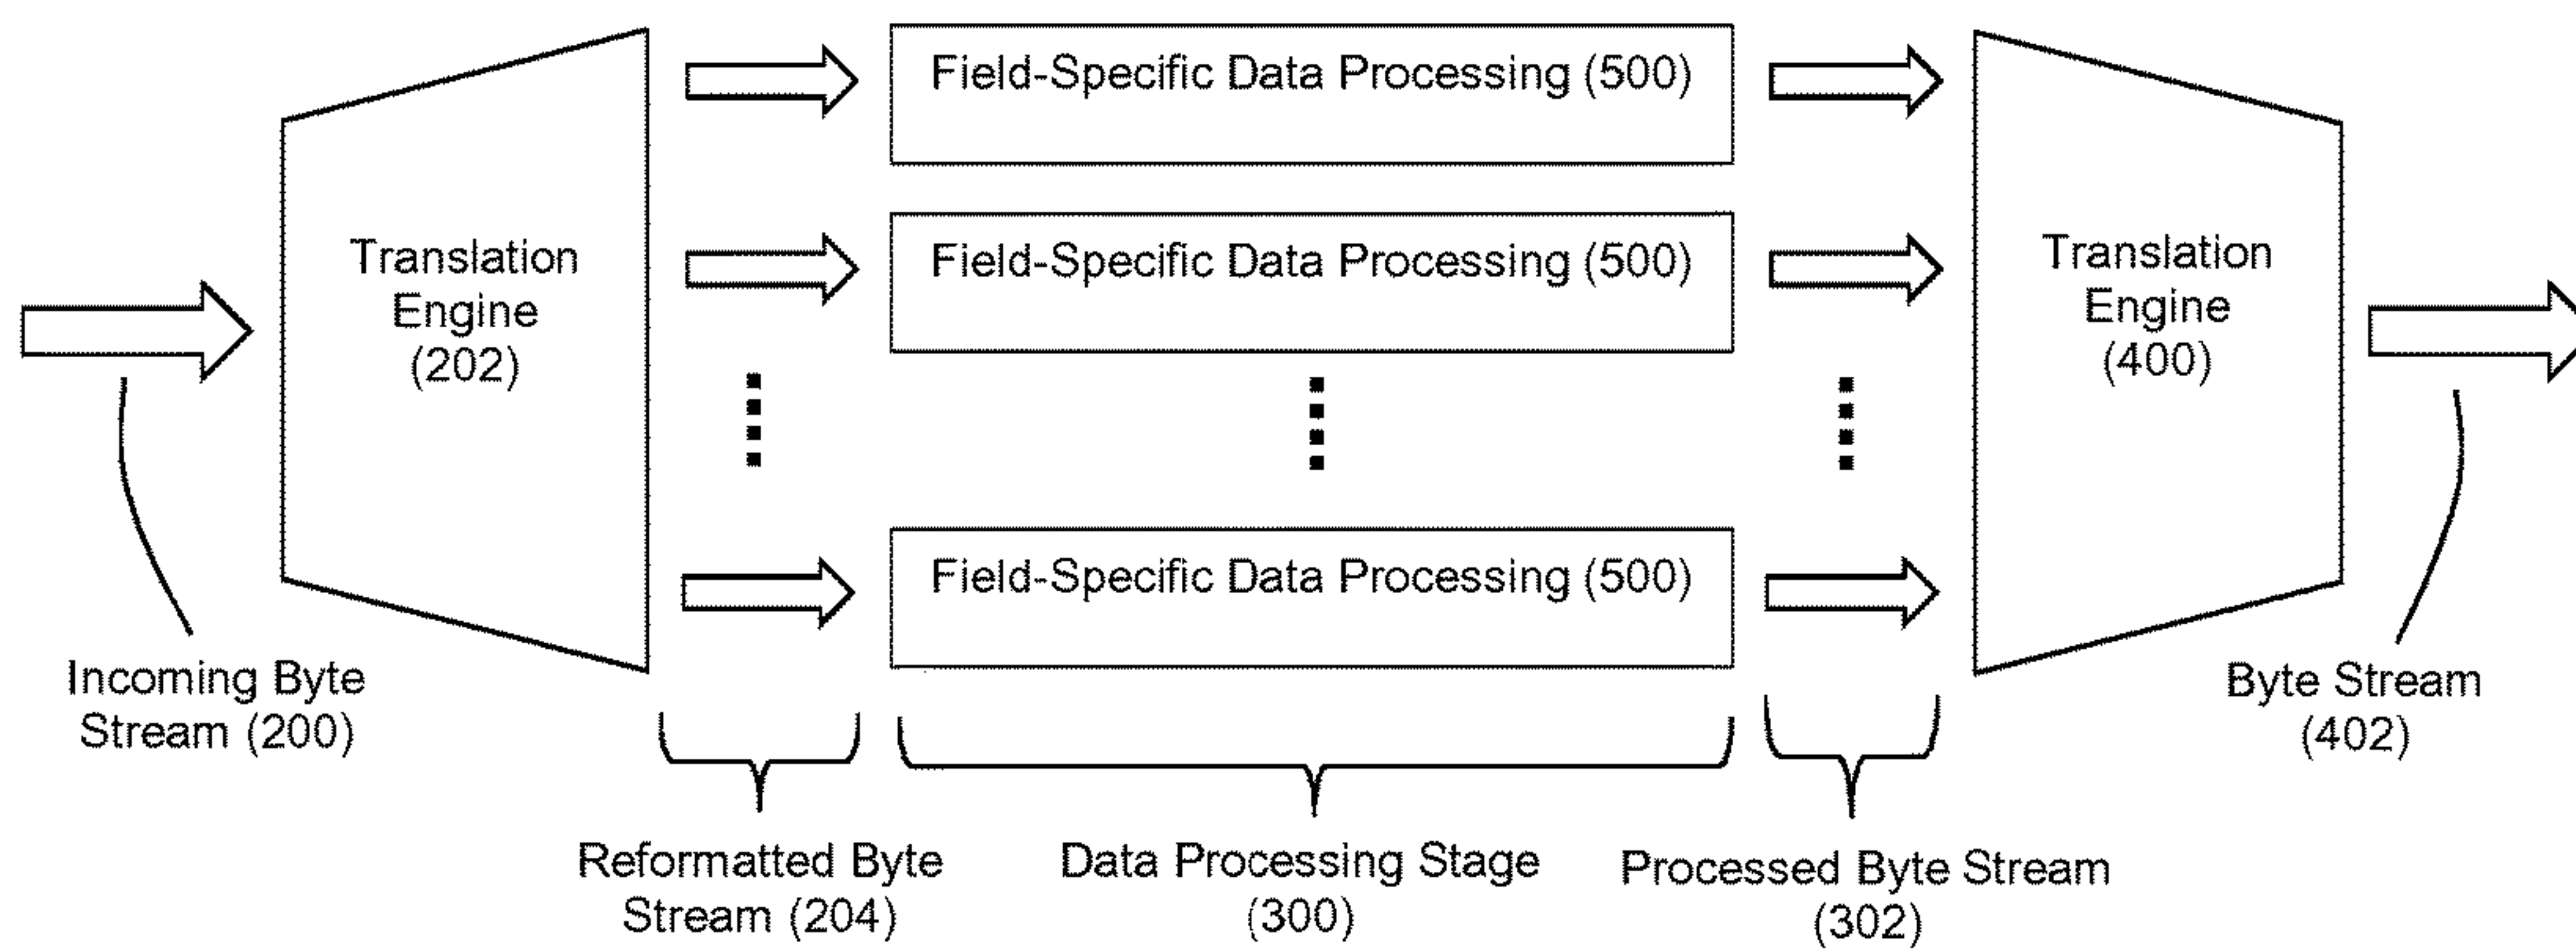 Field-Specific Data Processing (500)
Field-Specific Data Processing (500)
Field-Specific Data Processing (500)
Translation
Engine
(202)
Translation
Engine
(400)
Incoming Byte
Stream (200)
Byte Stream
(402)
Reformatted Byte
Stream (204)
Data Processing Stage
(300)
Processed Byte Stream
(302)